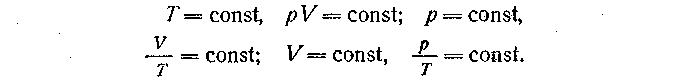 T = const, pV = const; p = const,
V/T = const; V = const, p/T = const.